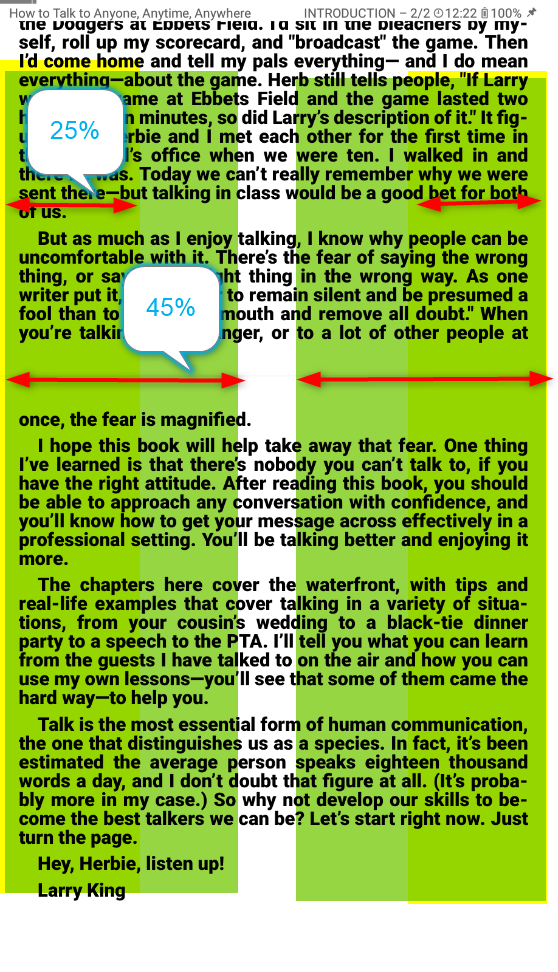 How to Talk to Anyone, Anytime, Anywhere INTRODUCTION – 2/2 12:22 100%
the Dodgers at Ebbets Field. I'd sit in the bleachers by my-
self, roll up my scorecard, and "broadcast" the game. Then
I'd come home and tell my pals everything— and I do mean
everything—about the game. Herb still tells people, "If Larry
ame at Ebbets Field and the game lasted two
n minutes, so did Larry's description of it." It fig-
erbie and I met each other for the first time in
's office when we were ten. I walked in and
as. Today we can't really remember why we were
25%
sent there—but talking in class would be a good bet for both
of us.
But as much as I enjoy talking, I know why people can be
uncomfortable with it. There's the fear of saying the wrong
thing, or say ght thing in the wrong way. As one
writer put it, to remain silent and be presumed a
fool than to mouth and remove all doubt." When
you're talkin nger, or to a lot of other people at
45%
once, the fear is magnified.
I hope this book will help take away that fear. One thing
I've learned is that there's nobody you can't talk to, if you
have the right attitude. After reading this book, you should
be able to approach any conversation with confidence, and
you'll know how to get your message across effectively in a
professional setting. You'll be talking better and enjoying it
more.
The chapters here cover the waterfront, with tips and
real-life examples that cover talking in a variety of situa-
tions, from your cousin's wedding to a black-tie dinner
party to a speech to the PTA. I'll tell you what you can learn
from the guests I have talked to on the air and how you can
use my own lessons—you'll see that some of them came the
hard way—to help you.
Talk is the most essential form of human communication,
the one that distinguishes us as a species. In fact, it's been
estimated the average person speaks eighteen thousand
words a day, and I don't doubt that figure at all. (It's proba-
bly more in my case.) So why not develop our skills to be-
come the best talkers we can be? Let's start right now. Just
turn the page.
Hey, Herbie, listen up!
Larry King